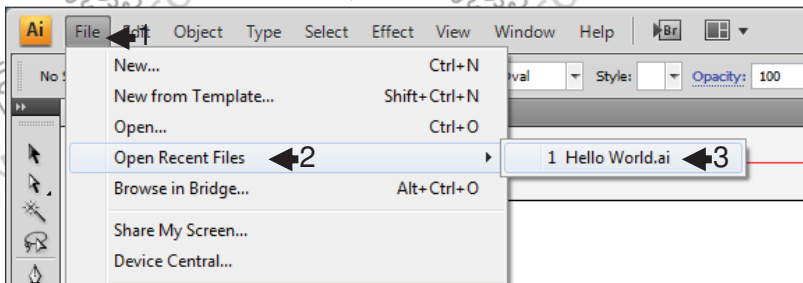 Ai File Edit Object Type Select Effect View Window Help Br
1
No
Style: Opacity: 100
New... Ctrl+N
New from Template... Shift+Ctrl+N
Open... Ctrl+O
Open Recent Files 2 1 Hello World.ai 3
Browse in Bridge... Alt+Ctrl+O
Share My Screen...
Device Central...